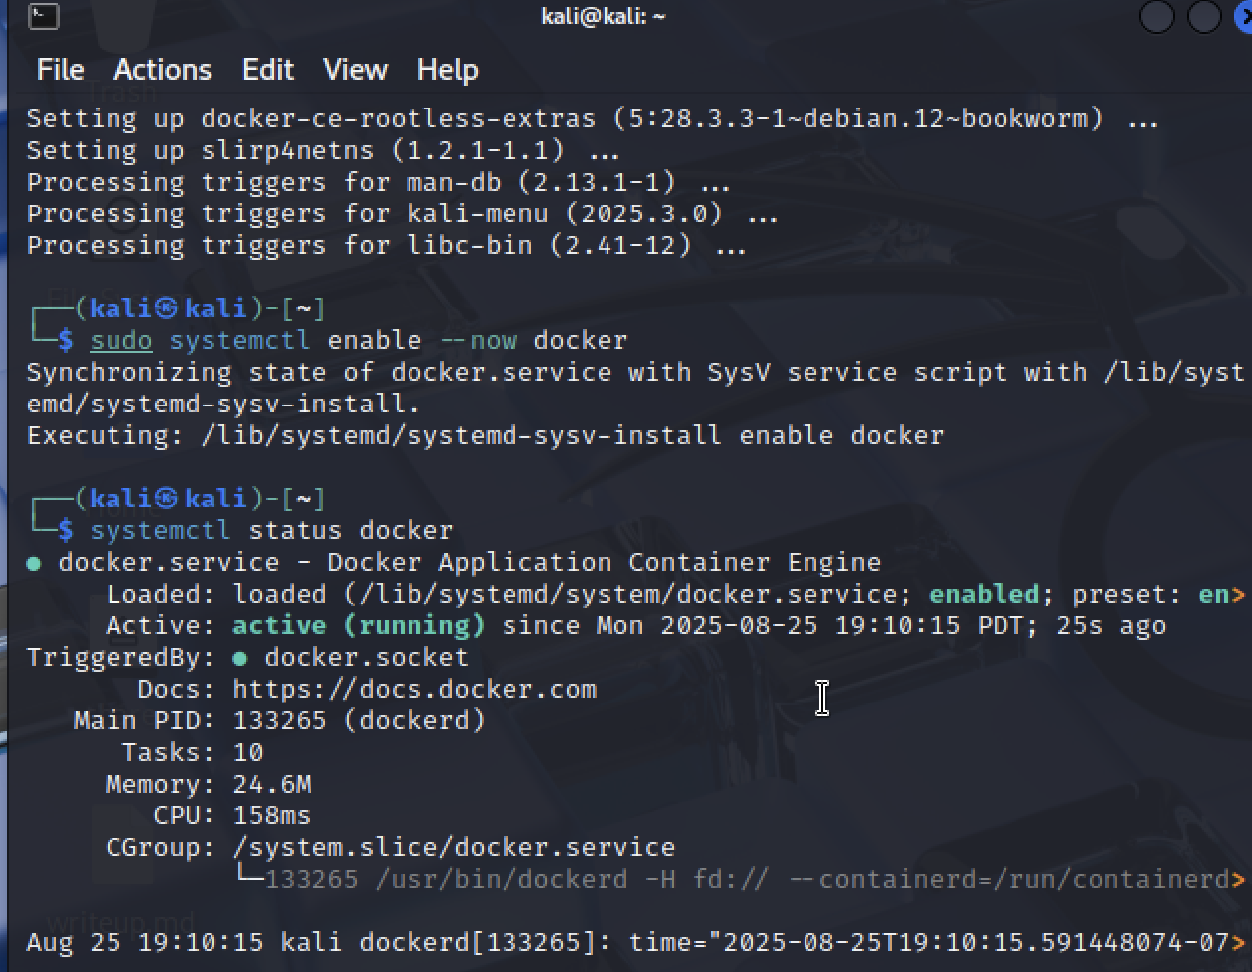 kali@kali: ~
File Actions Edit View Help
Trash
Setting up docker-ce-rootless-extras (5:28.3.3-1~debian.12~bookworm) ...
Setting up slirp4netns (1.2.1-1.1) ...
Processing triggers for man-db (2.13.1-1) ...
Processing triggers for kali-menu (2025.3.0) ...
Processing triggers for libc-bin (2.41-12) ...
┌──(kali㉿kali)-[~]
└─$ sudo systemctl enable --now docker
Synchronizing state of docker.service with SysV service script with /lib/syst
emd/systemd-sysv-install.
Executing: /lib/systemd/systemd-sysv-install enable docker
┌──(kali㉿kali)-[~]
└─$ systemctl status docker
● docker.service - Docker Application Container Engine
Loaded: loaded (/lib/systemd/system/docker.service; enabled; preset: en>
Active: active (running) since Mon 2025-08-25 19:10:15 PDT; 25s ago
TriggeredBy: ● docker.socket
Docs: https://docs.docker.com
Main PID: 133265 (dockerd)
Tasks: 10
Memory: 24.6M
CPU: 158ms
CGroup: /system.slice/docker.service
└─133265 /usr/bin/dockerd -H fd:// --containerd=/run/containerd>
writeup.md
Aug 25 19:10:15 kali dockerd[133265]: time="2025-08-25T19:10:15.591448074-07>